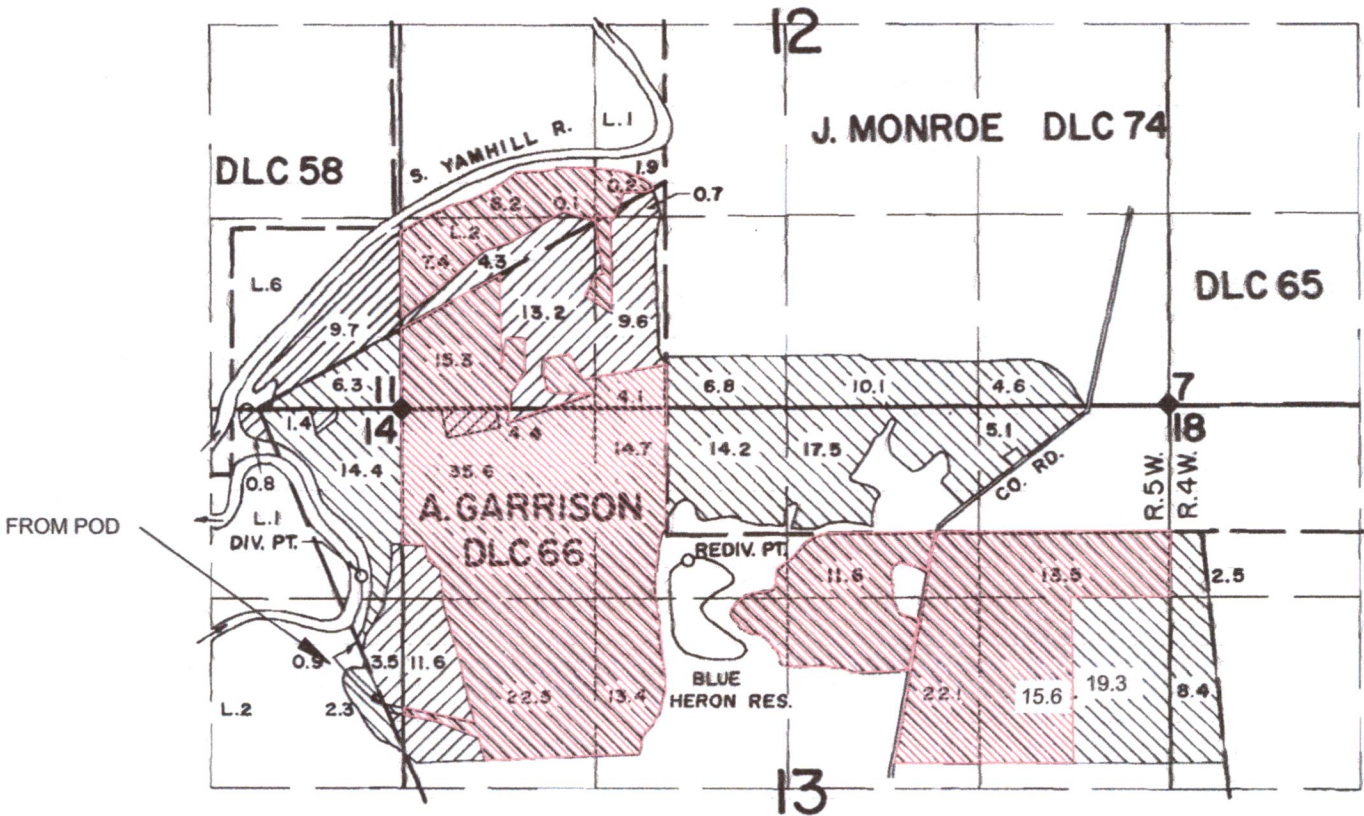 12
J. MONROE DLC 74
DLC 58
S. YAMHILL R.
L.1
1.9
0.2
0.7
8.2
0.1
L.2
7.4
4.3
L.6
DLC 65
9.7
13.2
9.6
15.3
6.3
11
4.1
6.8
10.1
4.6
7
1.4
14
4.4
5.1
18
14.4
35.6
14.7
14.2
17.5
CO. RD.
R.5W.
R.4W.
0.8
A. GARRISON
DLC 66
FROM POD
L.1
DIV. PT.
REDIV. PT.
11.6
13.5
2.5
0.9
3.5
11.6
BLUE
HERON RES.
L.2
2.3
22.5
13.4
22.1
15.6
19.3
8.4
13